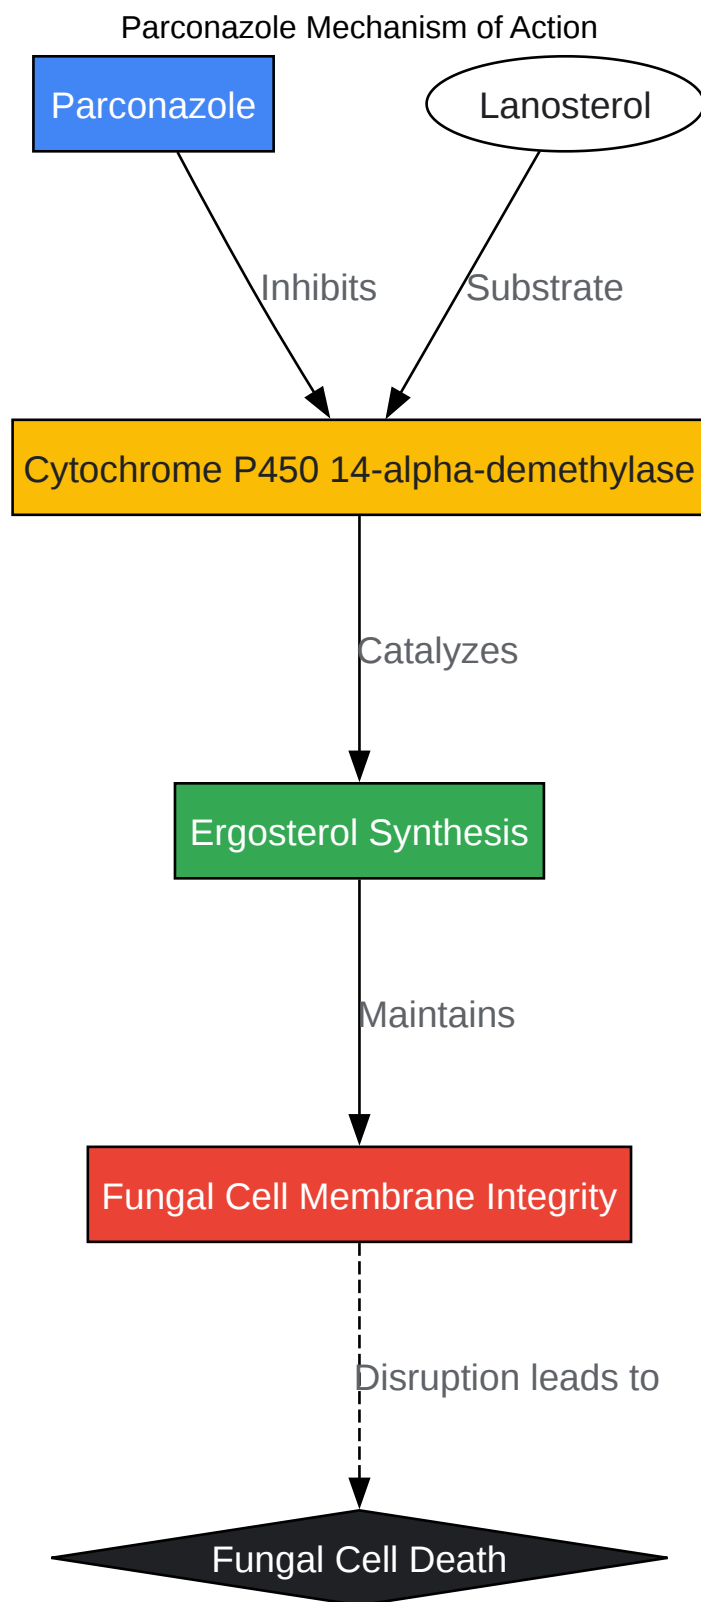 Parconazole Mechanism of Action
Parconazole
Lanosterol
Inhibits
Substrate
Cytochrome P450 14-alpha-demethylase
Catalyzes
Ergosterol Synthesis
Maintains
Fungal Cell Membrane Integrity
Disruption leads to
Fungal Cell Death